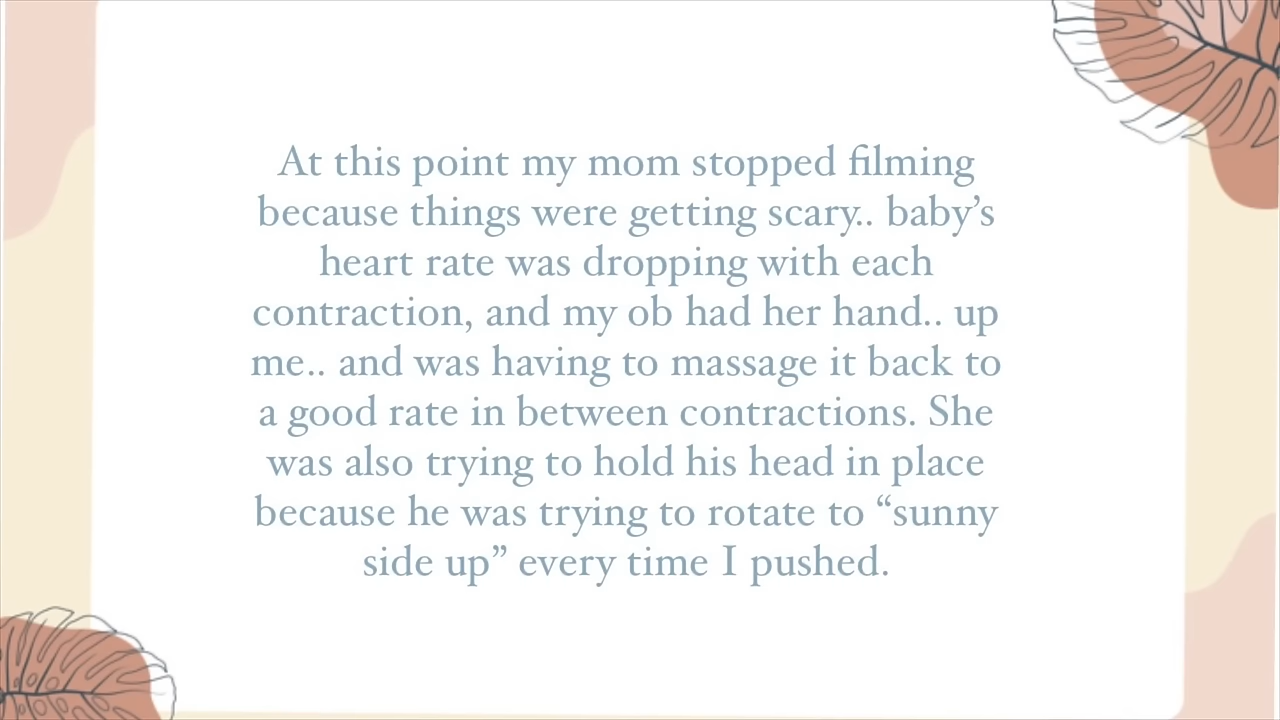 At this point my mom stopped filming
because things were getting scary.. baby’s
heart rate was dropping with each
contraction, and my ob had her hand.. up
me.. and was having to massage it back to
a good rate in between contractions. She
was also trying to hold his head in place
because he was trying to rotate to “sunny
side up” every time I pushed.